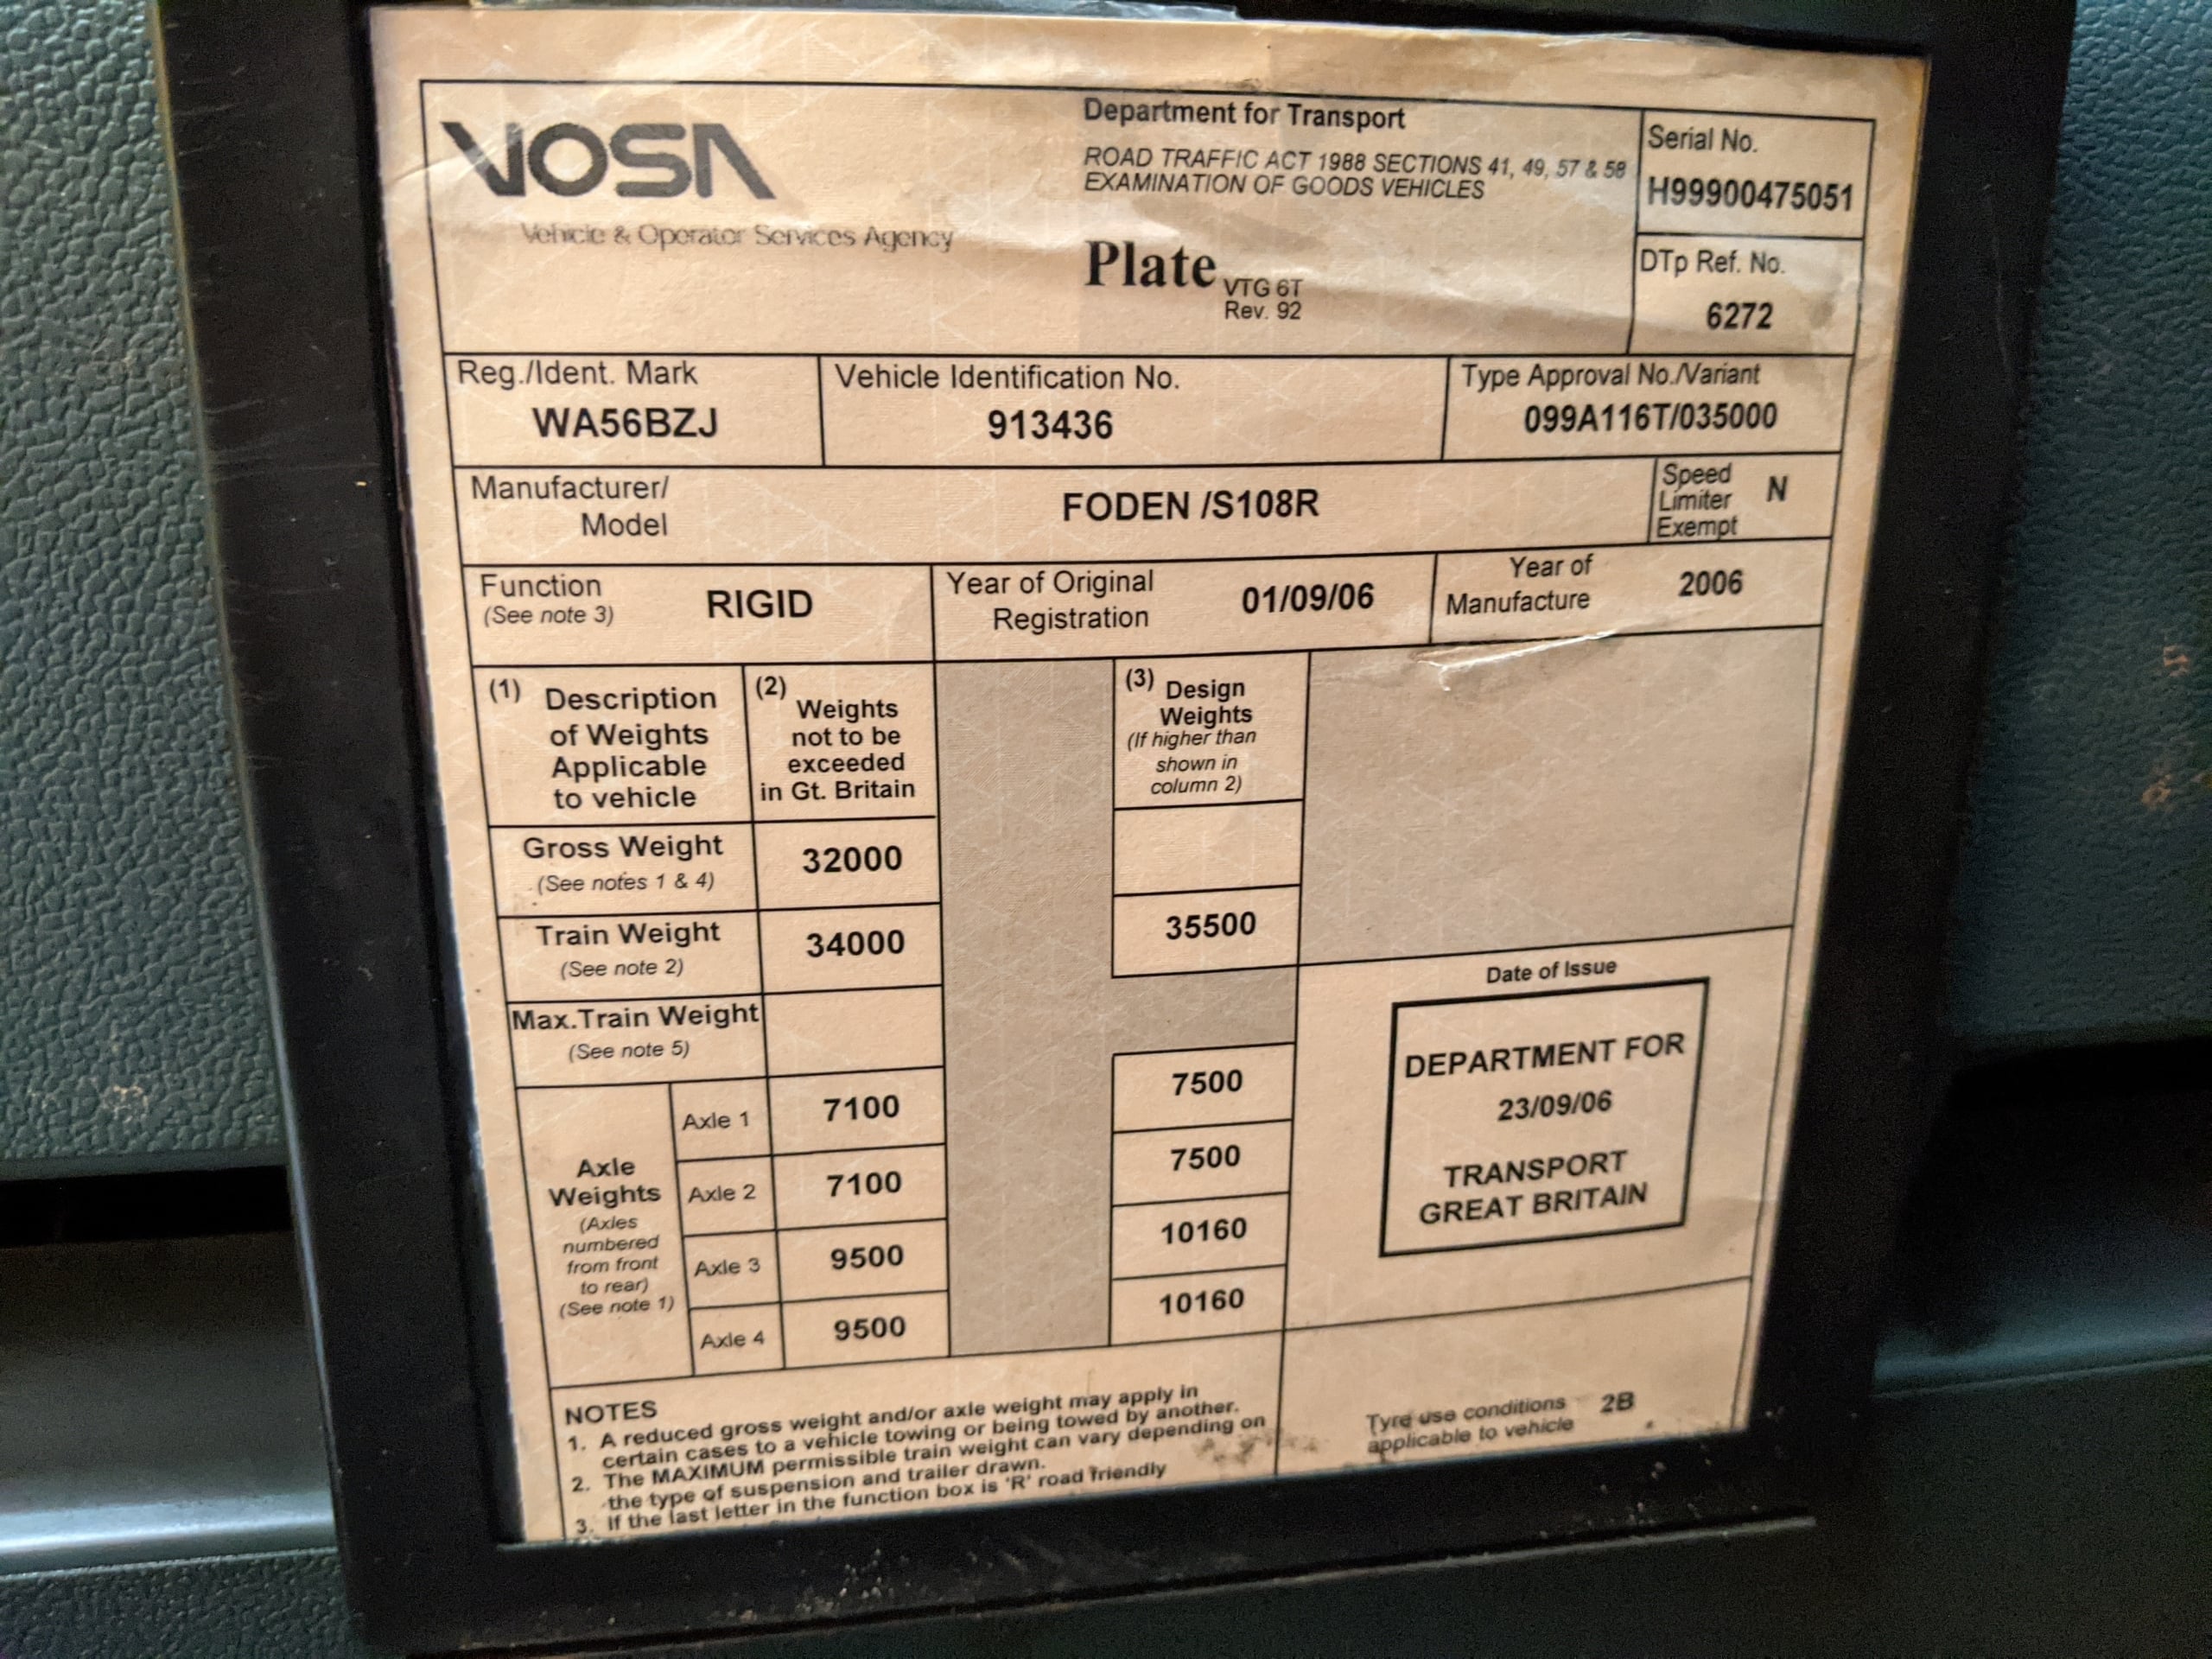 VOSA
Vehicle & Operator Services Agency
Department for Transport
ROAD TRAFFIC ACT 1988 SECTIONS 41, 49, 57 & 58
EXAMINATION OF GOODS VEHICLES
Plate VTG 6T
Rev. 92
Serial No.
H99900475051
DTp Ref. No.
6272
Reg./Ident. Mark
WA56BZJ
Vehicle Identification No.
913436
Type Approval No./Variant
099A116T/035000
Manufacturer/
Model
FODEN /S108R
Speed
Limiter
Exempt
N
Function
(See note 3)
RIGID
Year of Original
Registration
01/09/06
Year of
Manufacture
2006
(1) Description
of Weights
Applicable
to vehicle
(2) Weights
not to be
exceeded
in Gt. Britain
(3) Design
Weights
(If higher than
shown in
column 2)
Gross Weight
(See notes 1 & 4)
32000
Train Weight
(See note 2)
34000
35500
Max.Train Weight
(See note 5)
Axle
Weights
(Axles
numbered
from front
to rear)
(See note 1)
Axle 1 7100 7500
Axle 2 7100 7500
Axle 3 9500 10160
Axle 4 9500 10160
Date of Issue
DEPARTMENT FOR
23/09/06
TRANSPORT
GREAT BRITAIN
NOTES
1. A reduced gross weight and/or axle weight may apply in
certain cases to a vehicle towing or being towed by another.
2. The MAXIMUM permissible train weight can vary depending on
the type of suspension and trailer drawn.
3. If the last letter in the function box is 'R' road friendly
Tyre use conditions 2B
applicable to vehicle